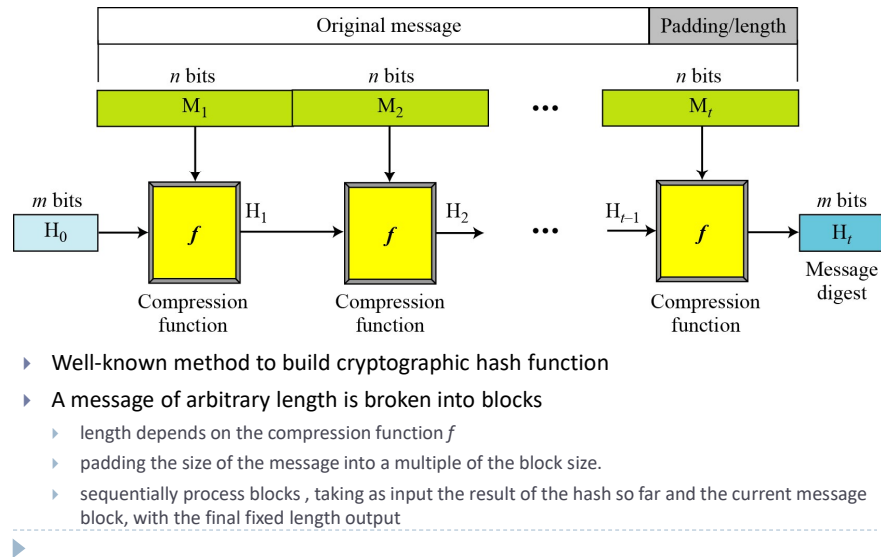 Original message Padding/length
n bits n bits n bits
M₁ M₂ ••• Mₜ
m bits H₁ H₂ ••• Hₜ₋₁ m bits
H₀ f f f Hₜ
Compression function Compression function Compression function Message digest
Well-known method to build cryptographic hash function
A message of arbitrary length is broken into blocks
length depends on the compression function f
padding the size of the message into a multiple of the block size.
sequentially process blocks , taking as input the result of the hash so far and the current message
block, with the final fixed length output